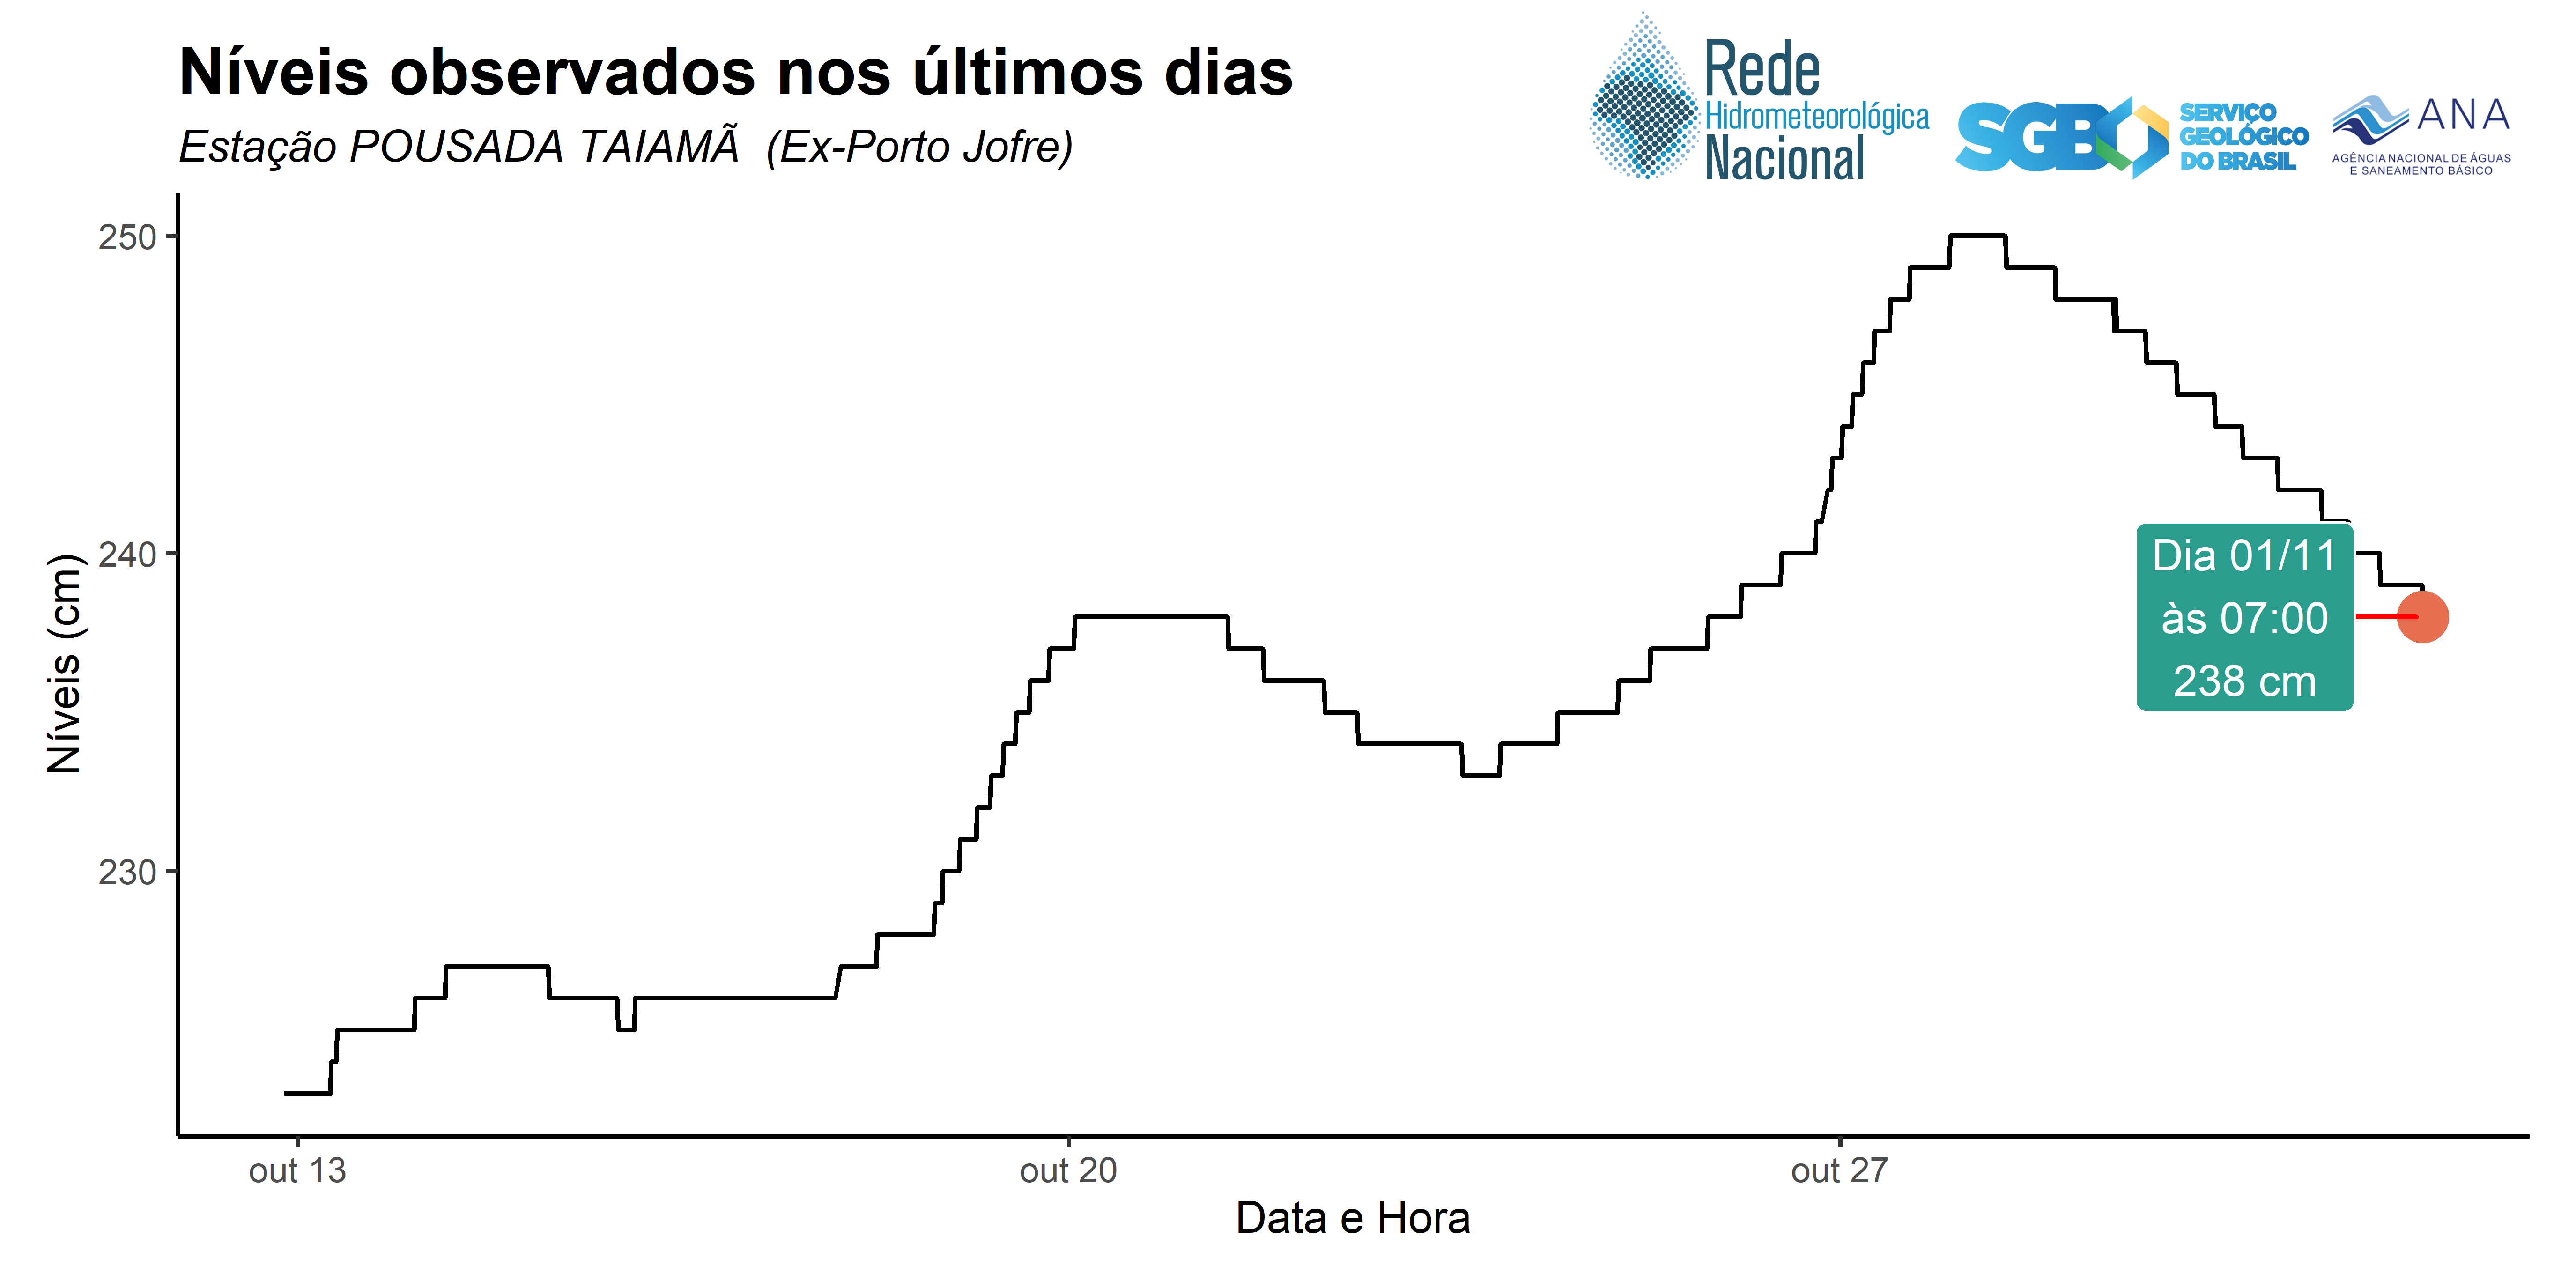 Níveis observados nos últimos dias
Estação POUSADA TAIAMÃ  (Ex-Porto Jofre)
Rede
Hidrometeorológica
Nacional
SGB
SERVIÇO
GEOLÓGICO
DO BRASIL
ANA
AGÊNCIA NACIONAL DE ÁGUAS
E SANEAMENTO BÁSICO
Níveis (cm)
250
240
230
Dia 01/11
às 07:00
238 cm
out 13
out 20
out 27
Data e Hora